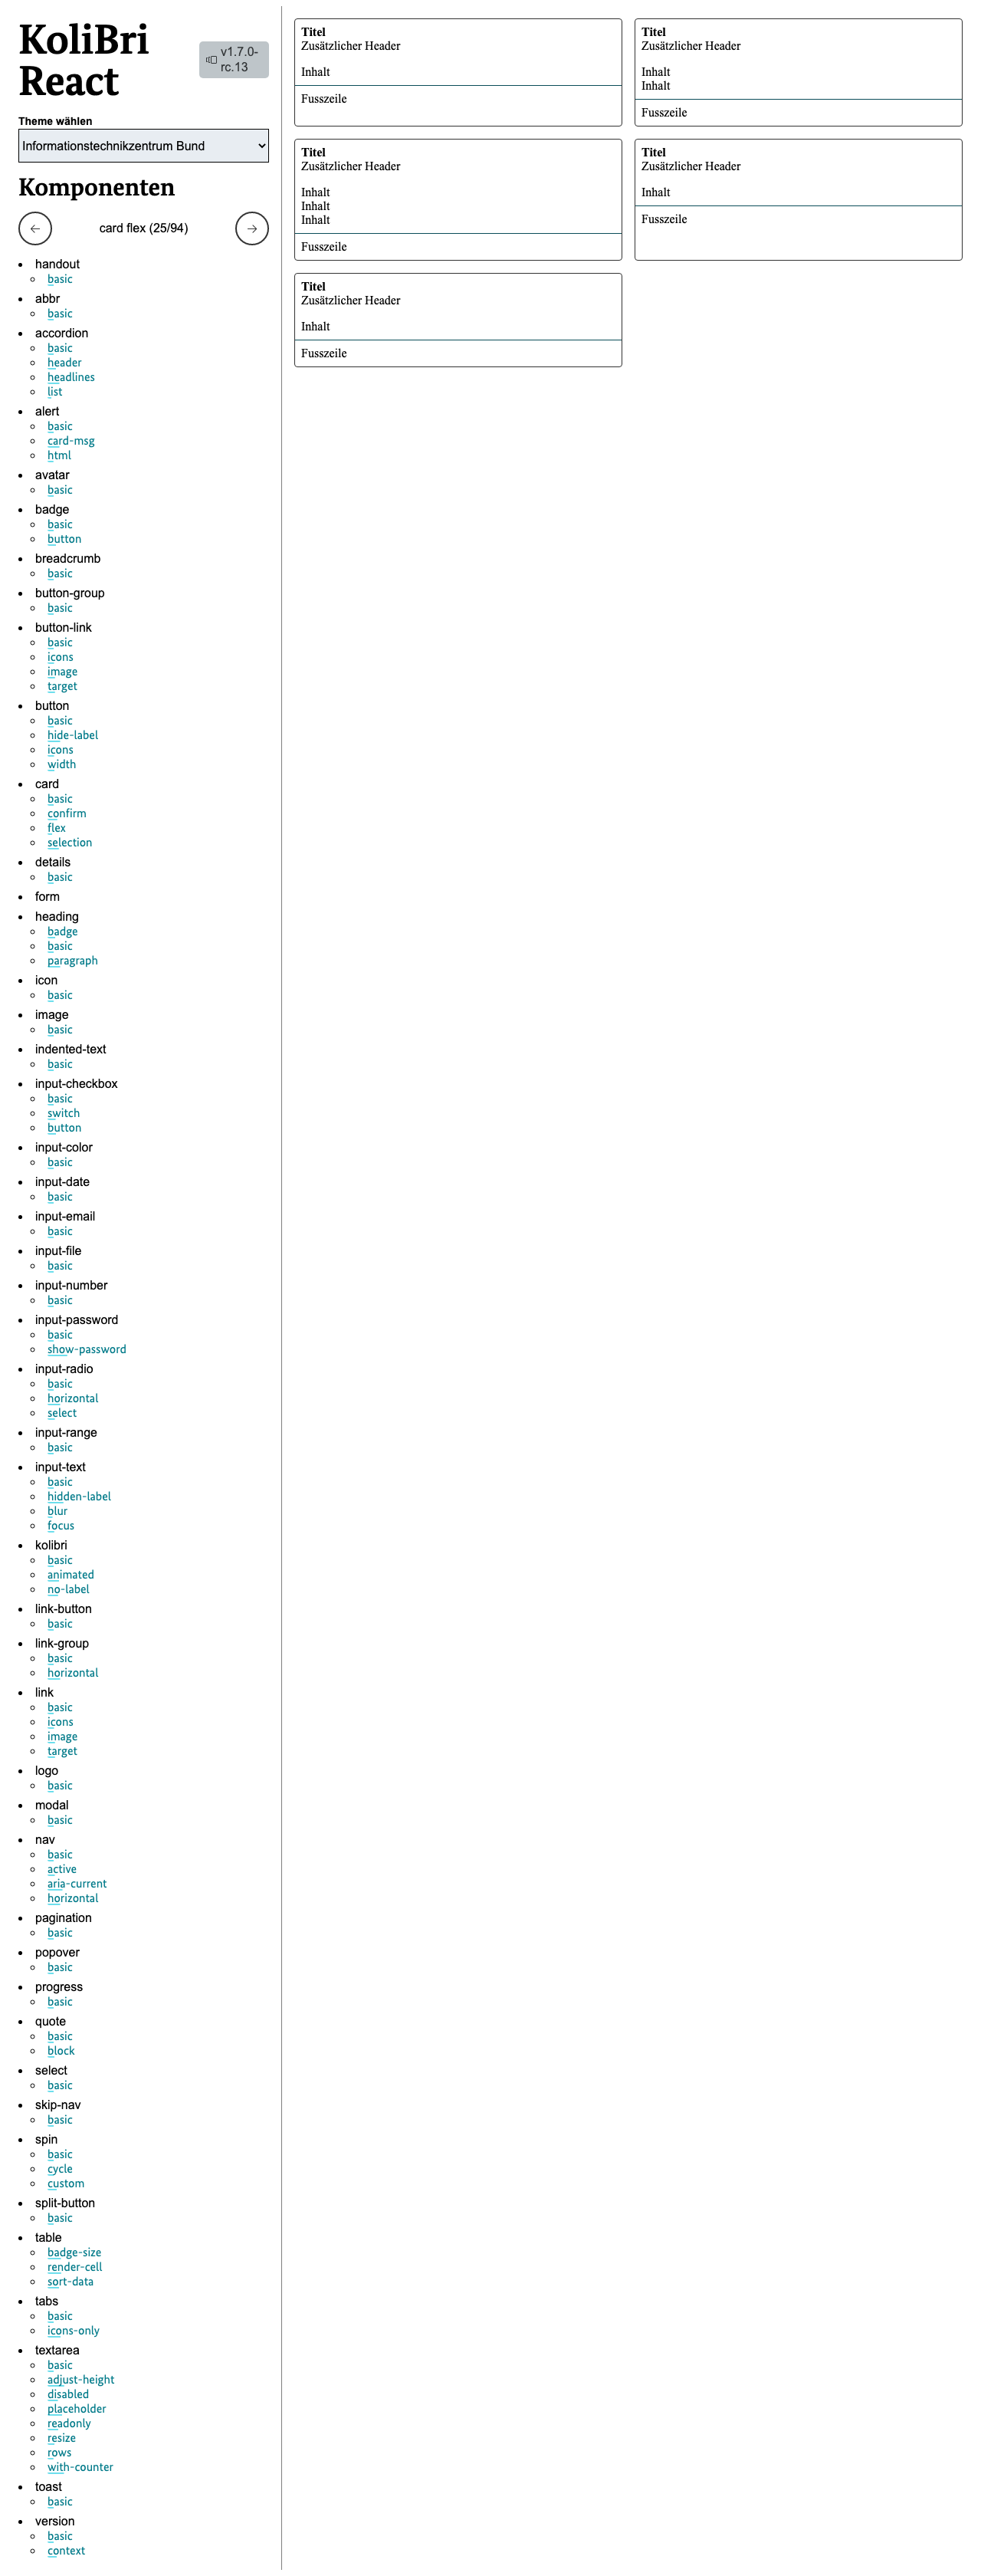 KoliBri
React
v1.7.0-
rc.13
Theme wählen
Informationstechnikzentrum Bund
Komponenten
card flex (25/94)
handout
basic
abbr
basic
accordion
basic
header
headlines
list
alert
basic
card-msg
html
avatar
basic
badge
basic
button
breadcrumb
basic
button-group
basic
button-link
basic
icons
image
target
button
basic
hide-label
icons
width
card
basic
confirm
flex
selection
details
basic
form
heading
badge
basic
paragraph
icon
basic
image
basic
indented-text
basic
input-checkbox
basic
switch
button
input-color
basic
input-date
basic
input-email
basic
input-file
basic
input-number
basic
input-password
basic
show-password
input-radio
basic
horizontal
select
input-range
basic
input-text
basic
hidden-label
blur
focus
kolibri
basic
animated
no-label
link-button
basic
link-group
basic
horizontal
link
basic
icons
image
target
logo
basic
modal
basic
nav
basic
active
aria-current
horizontal
pagination
basic
popover
basic
progress
basic
quote
basic
block
select
basic
skip-nav
basic
spin
basic
cycle
custom
split-button
basic
table
badge-size
render-cell
sort-data
tabs
basic
icons-only
textarea
basic
adjust-height
disabled
placeholder
readonly
resize
rows
with-counter
toast
basic
version
basic
context
Titel
Zusätzlicher Header
Inhalt
Fusszeile
Titel
Zusätzlicher Header
Inhalt
Inhalt
Fusszeile
Titel
Zusätzlicher Header
Inhalt
Inhalt
Inhalt
Fusszeile
Titel
Zusätzlicher Header
Inhalt
Fusszeile
Titel
Zusätzlicher Header
Inhalt
Fusszeile